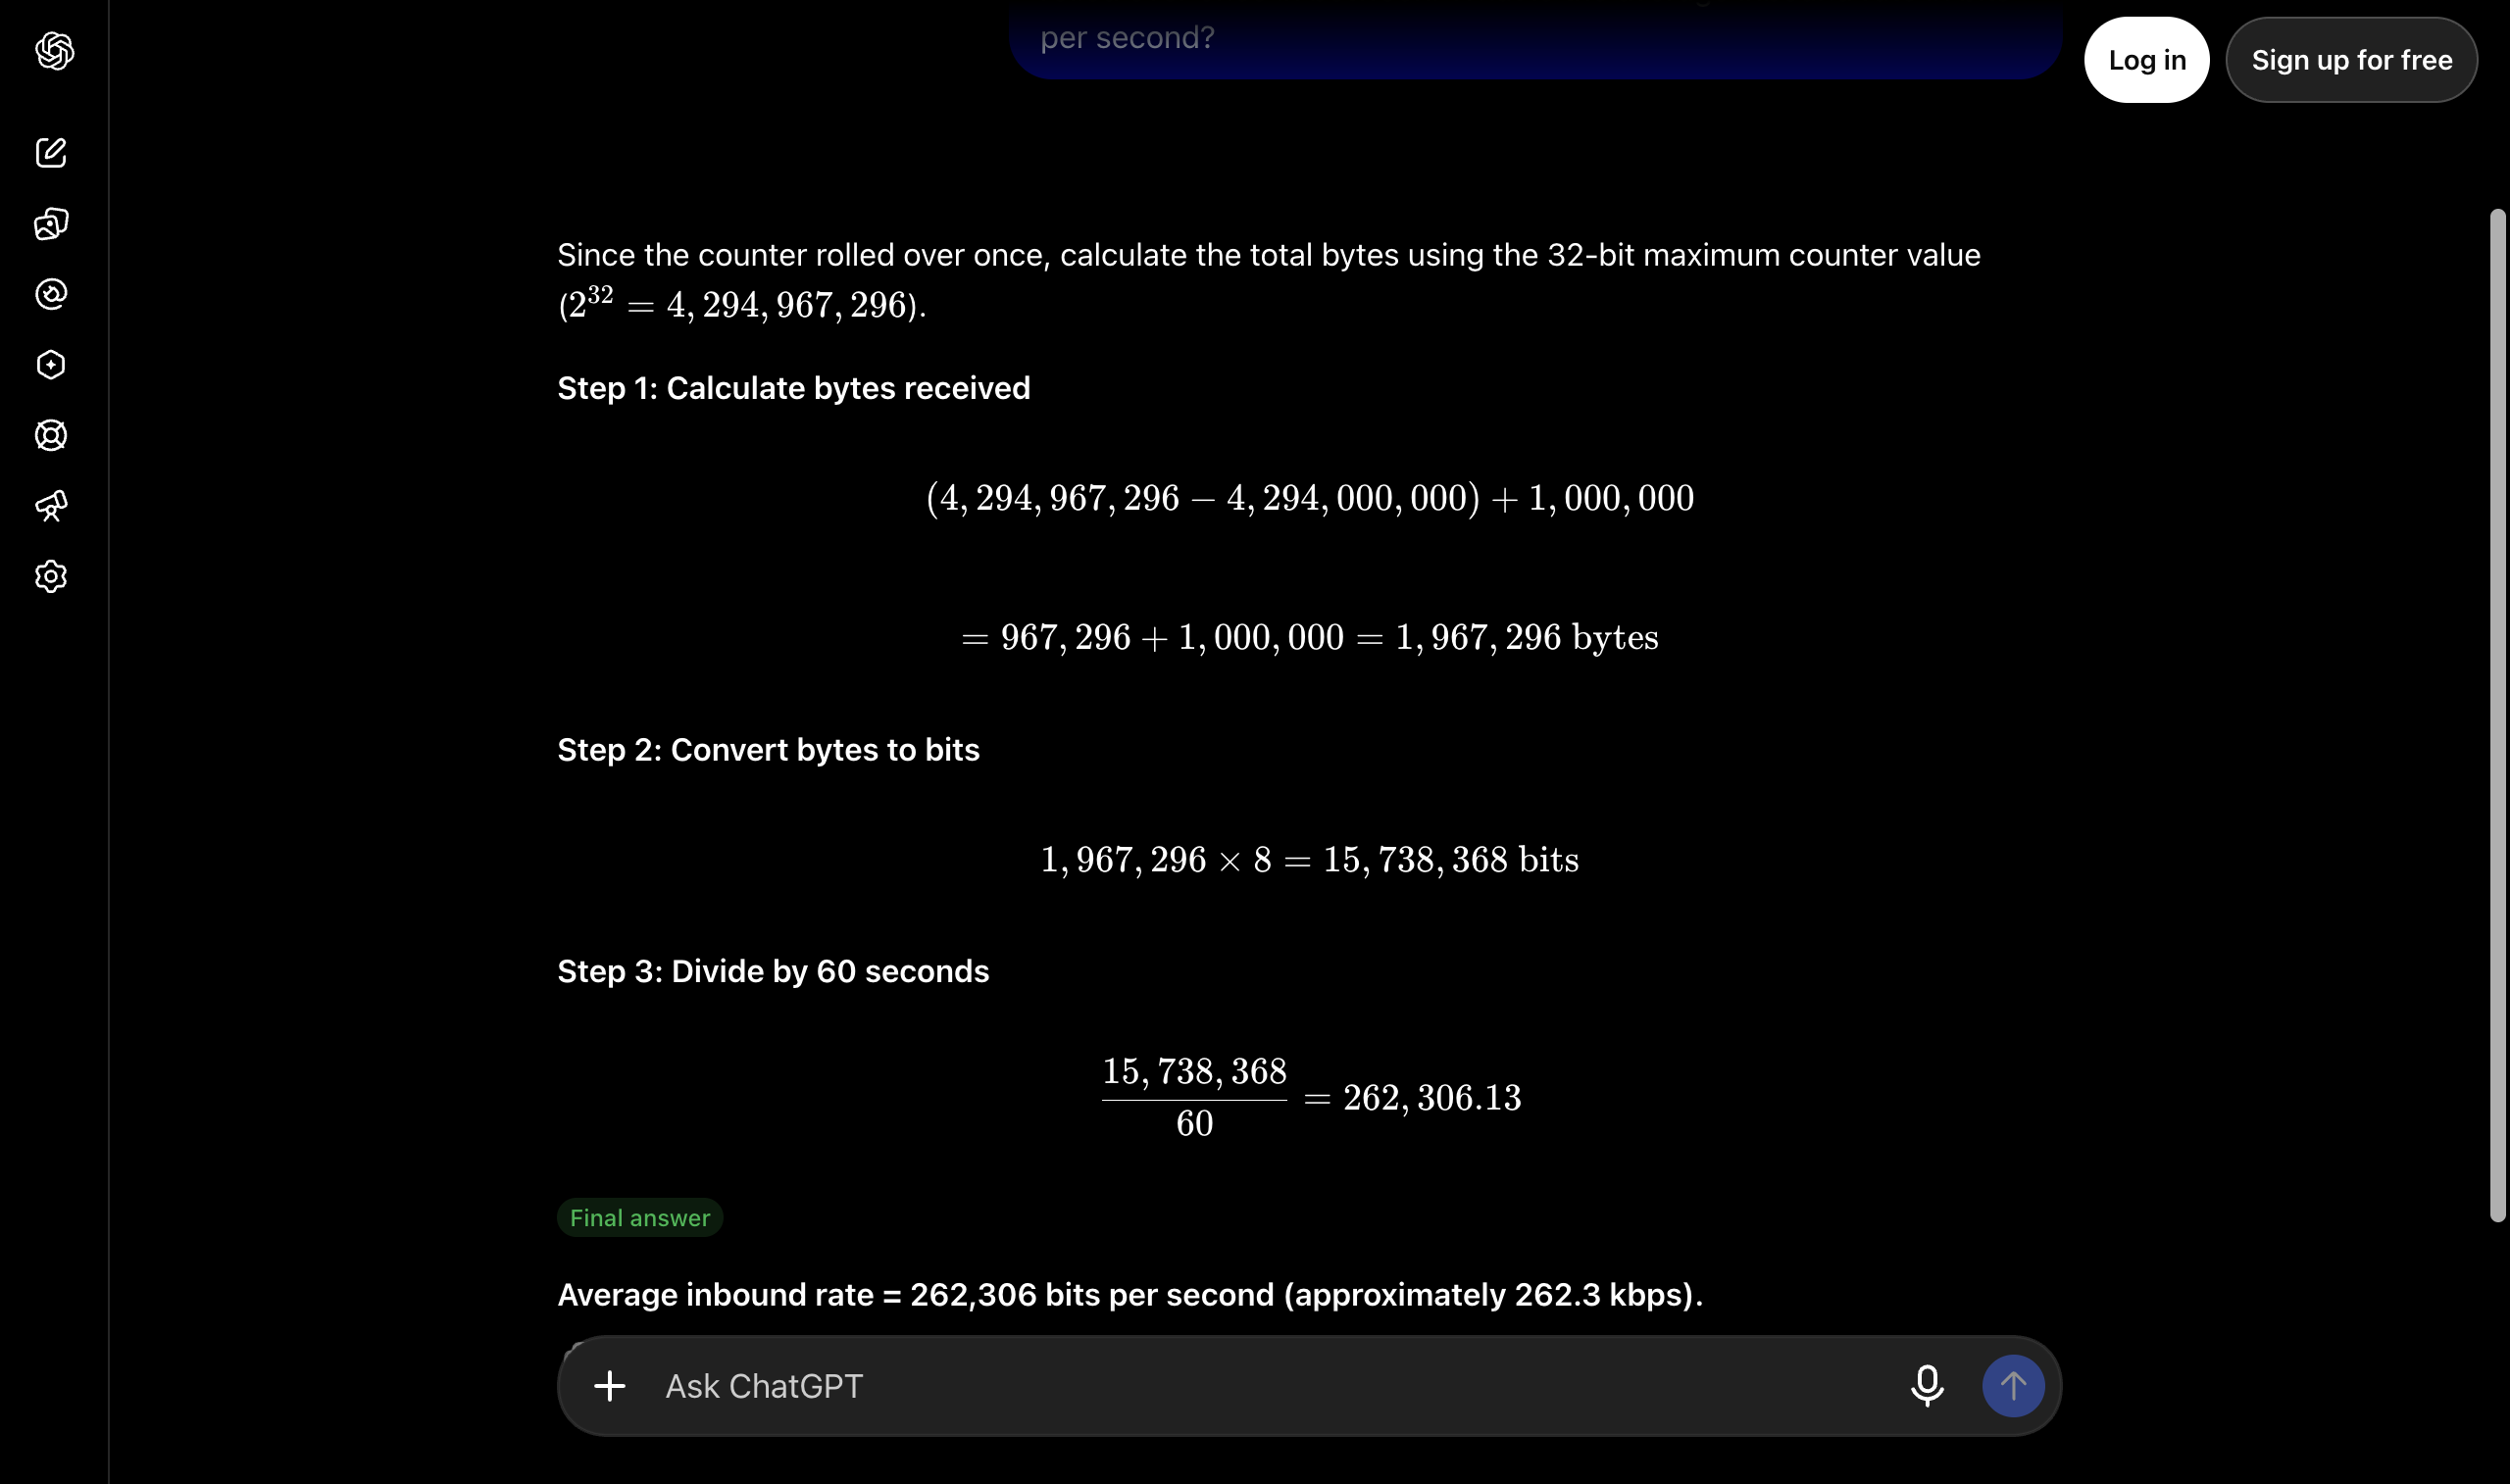 per second?
Log in
Sign up for free
Since the counter rolled over once, calculate the total bytes using the 32-bit maximum counter value
(2^32 = 4, 294, 967, 296).
Step 1: Calculate bytes received
(4, 294, 967, 296 − 4, 294, 000, 000) + 1, 000, 000
= 967, 296 + 1, 000, 000 = 1, 967, 296 bytes
Step 2: Convert bytes to bits
1, 967, 296 × 8 = 15, 738, 368 bits
Step 3: Divide by 60 seconds
15, 738, 368
60
= 262, 306.13
Final answer
Average inbound rate = 262,306 bits per second (approximately 262.3 kbps).
Ask ChatGPT